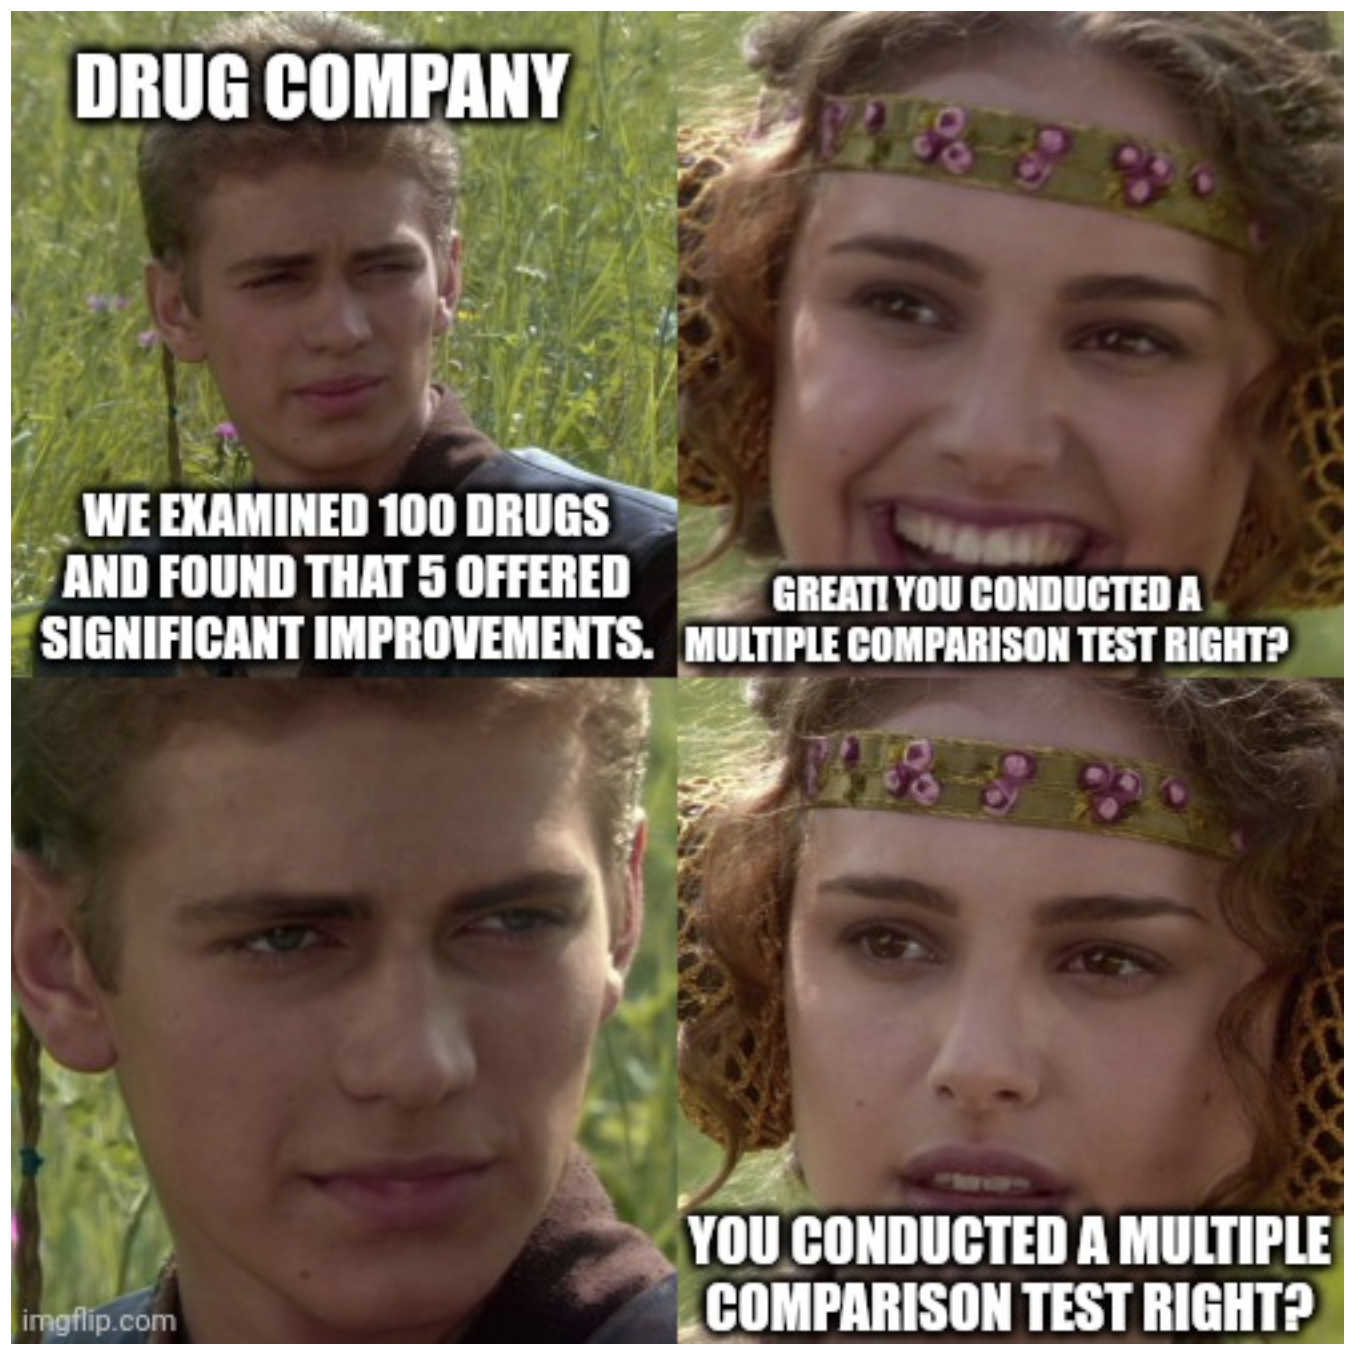 DRUG COMPANY
WE EXAMINED 100 DRUGS
AND FOUND THAT 5 OFFERED
SIGNIFICANT IMPROVEMENTS.
GREAT! YOU CONDUCTED A
MULTIPLE COMPARISON TEST RIGHT?
YOU CONDUCTED A MULTIPLE
COMPARISON TEST RIGHT?
imgflip.com